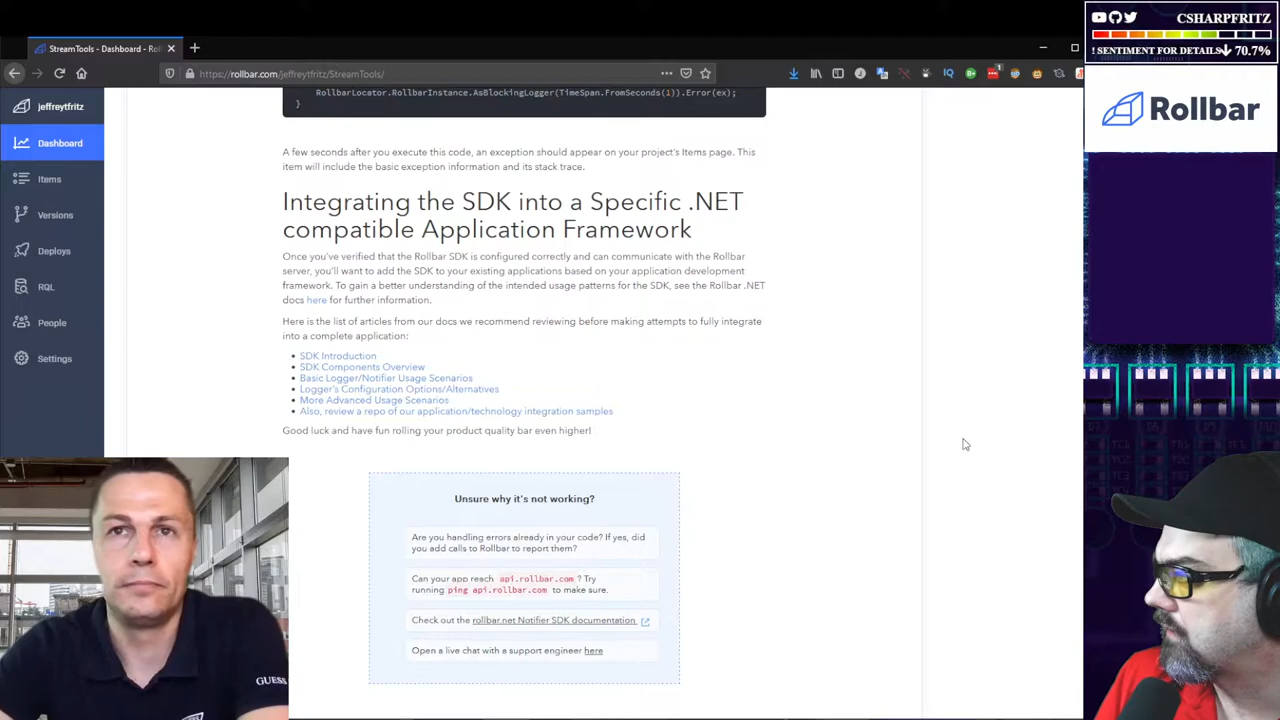 StreamTools - Dashboard - Rol
https://rollbar.com/jeffreytfritz/StreamTools/
CSHARPFRITZ
! SENTIMENT FOR DETAILS 70.7%
Rollbar
jeffreytfritz
Dashboard
Items
Versions
Deploys
RQL
People
Settings
RollbarLocator.RollbarInstance.AsBlockingLogger(TimeSpan.FromSeconds(1)).Error(ex);
}
A few seconds after you execute this code, an exception should appear on your project's Items page. This
item will include the basic exception information and its stack trace.
Integrating the SDK into a Specific .NET
compatible Application Framework
Once you've verified that the Rollbar SDK is configured correctly and can communicate with the Rollbar
server, you'll want to add the SDK to your existing applications based on your application development
framework. To gain a better understanding of the intended usage patterns for the SDK, see the Rollbar .NET
docs here for further information.
Here is the list of articles from our docs we recommend reviewing before making attempts to fully integrate
into a complete application:
• SDK Introduction
• SDK Components Overview
• Basic Logger/Notifier Usage Scenarios
• Logger's Configuration Options/Alternatives
• More Advanced Usage Scenarios
• Also, review a repo of our application/technology integration samples
Good luck and have fun rolling your product quality bar even higher!
Unsure why it's not working?
Are you handling errors already in your code? If yes, did
you add calls to Rollbar to report them?
Can your app reach api.rollbar.com ? Try
running ping api.rollbar.com to make sure.
Check out the rollbar.net Notifier SDK documentation
Open a live chat with a support engineer here
GUESS